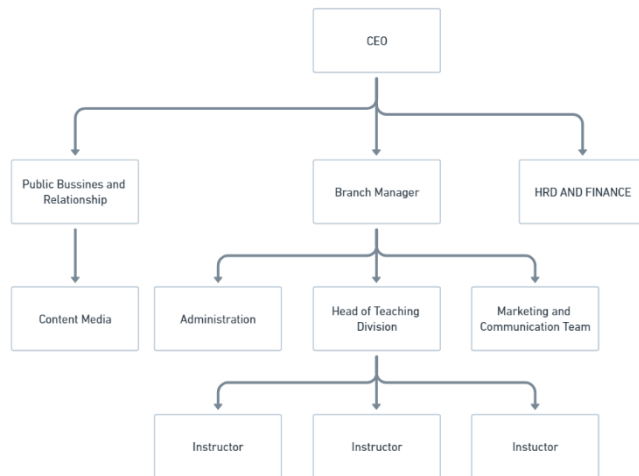 CEO
Public Bussines and
Relationship
Branch Manager
HRD AND FINANCE
Content Media
Administration
Head of Teaching
Division
Marketing and
Communication Team
Instructor
Instructor
Instuctor